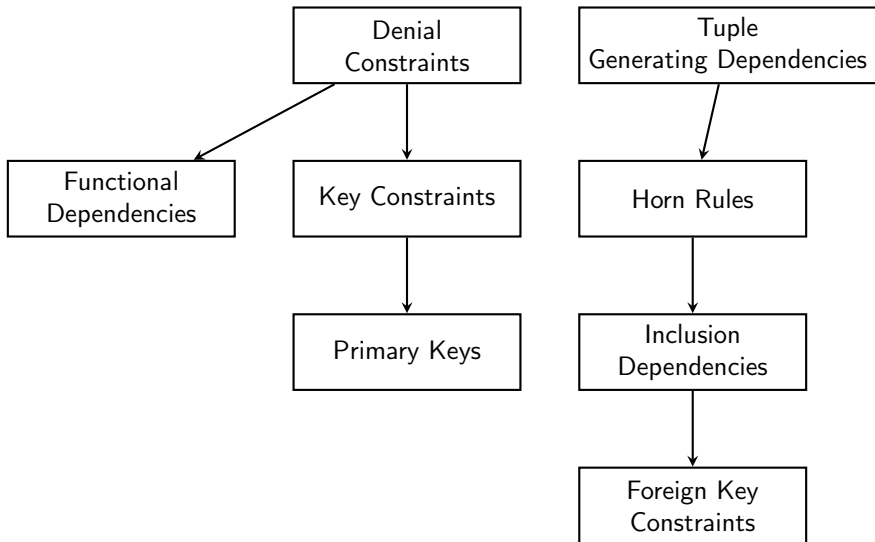 Denial
Constraints
Tuple
Generating Dependencies
Functional
Dependencies
Key Constraints
Horn Rules
Primary Keys
Inclusion
Dependencies
Foreign Key
Constraints